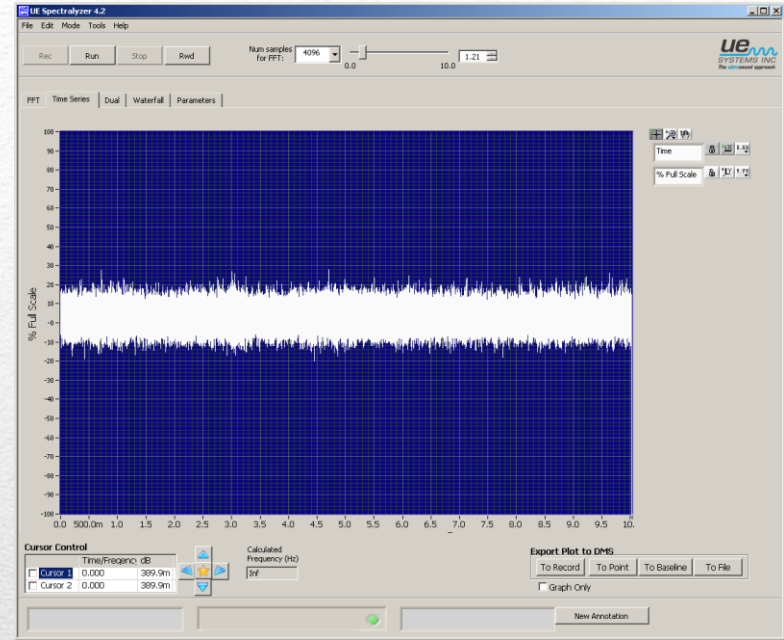 UE Spectralyzer 4.2
File Edit Mode Tools Help
Rec Run Stop Rwd
Num samples
for FFT:
4096
0.0 10.0
1.21
ue
SYSTEMS INC
The ultrasound approach
FFT Time Series Dual Waterfall Parameters
Time
% Full Scale
% Full Scale
100
90
80
70
60
50
40
30
20
10
-0
-10
-20
-30
-40
-50
-60
-70
-80
-90
-100
0.0 500.0m 1.0 1.5 2.0 2.5 3.0 3.5 4.0 4.5 5.0 5.5 6.0 6.5 7.0 7.5 8.0 8.5 9.0 9.5 10.
Cursor Control
Time/Freqency dB
Cursor 1 0.000 389.9m
Cursor 2 0.000 389.9m
Calculated
Frequency (Hz)
Inf
Export Plot to DMS
To Record To Point To Baseline To File
Graph Only
New Annotation